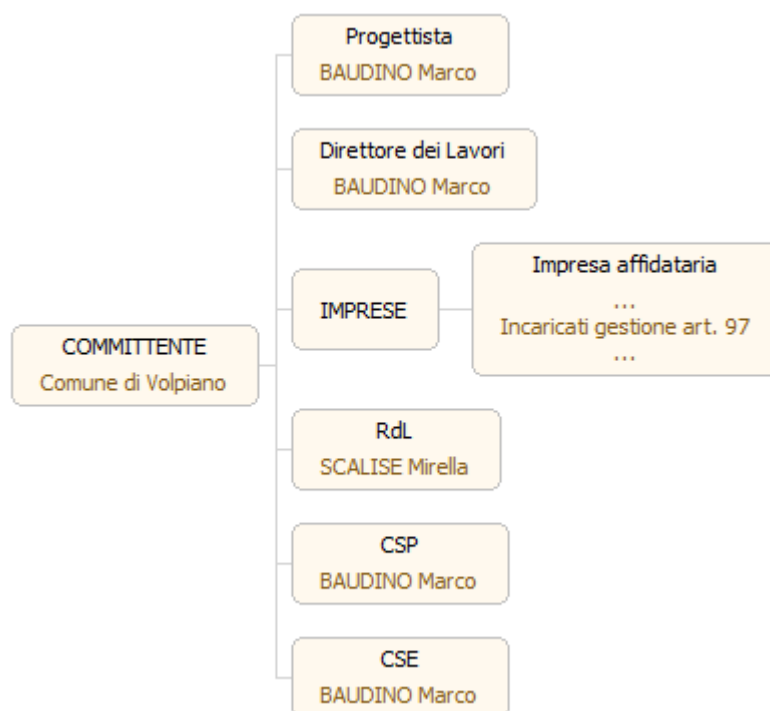 COMMITTENTE
Comune di Volpiano
Progettista
BAUDINO Marco
Direttore dei Lavori
BAUDINO Marco
IMPRESE
Impresa affidataria
...
Incaricati gestione art. 97
...
RdL
SCALISE Mirella
CSP
BAUDINO Marco
CSE
BAUDINO Marco